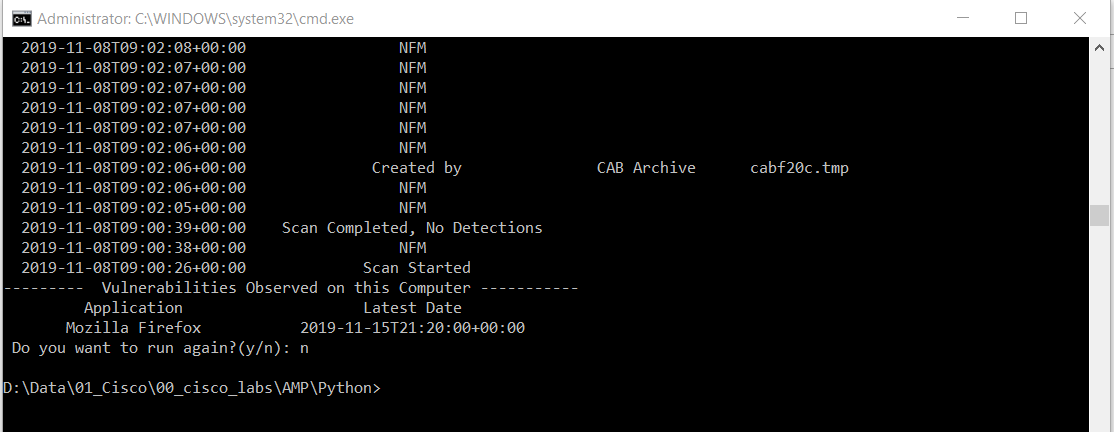 Administrator: C:\WINDOWS\system32\cmd.exe
2019-11-08T09:02:08+00:00 NFM
2019-11-08T09:02:07+00:00 NFM
2019-11-08T09:02:07+00:00 NFM
2019-11-08T09:02:07+00:00 NFM
2019-11-08T09:02:07+00:00 NFM
2019-11-08T09:02:06+00:00 NFM
2019-11-08T09:02:06+00:00 Created by CAB Archive cabf20c.tmp
2019-11-08T09:02:06+00:00 NFM
2019-11-08T09:02:05+00:00 NFM
2019-11-08T09:00:39+00:00 Scan Completed, No Detections
2019-11-08T09:00:38+00:00 NFM
2019-11-08T09:00:26+00:00 Scan Started
--------- Vulnerabilities Observed on this Computer -----------
Application Latest Date
Mozilla Firefox 2019-11-15T21:20:00+00:00
Do you want to run again?(y/n): n
D:\Data\01_Cisco\00_cisco_labs\AMP\Python>